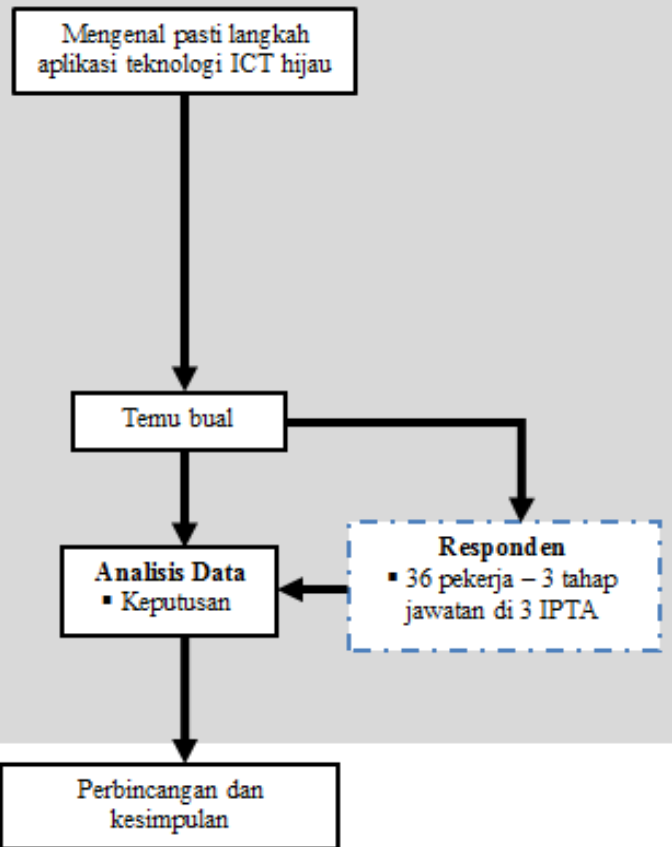 Mengenal pasti langkah
aplikasi teknologi ICT hijau
Temu bual
Analisis Data
▪ Keputusan
Responden
▪ 36 pekerja – 3 tahap
jawatan di 3 IPTA
Perbincangan dan
kesimpulan